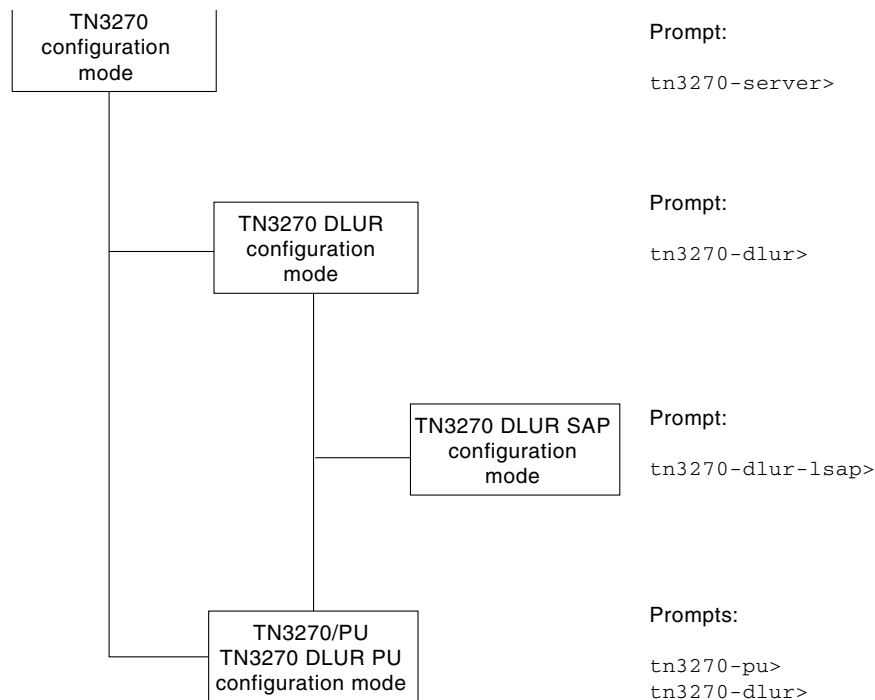 TN3270
configuration
mode
Prompt:
tn3270-server>
TN3270 DLUR
configuration
mode
Prompt:
tn3270-dlur>
TN3270 DLUR SAP
configuration
mode
Prompt:
tn3270-dlur-lsap>
TN3270/PU
TN3270 DLUR PU
configuration mode
Prompts:
tn3270-pu>
tn3270-dlur>